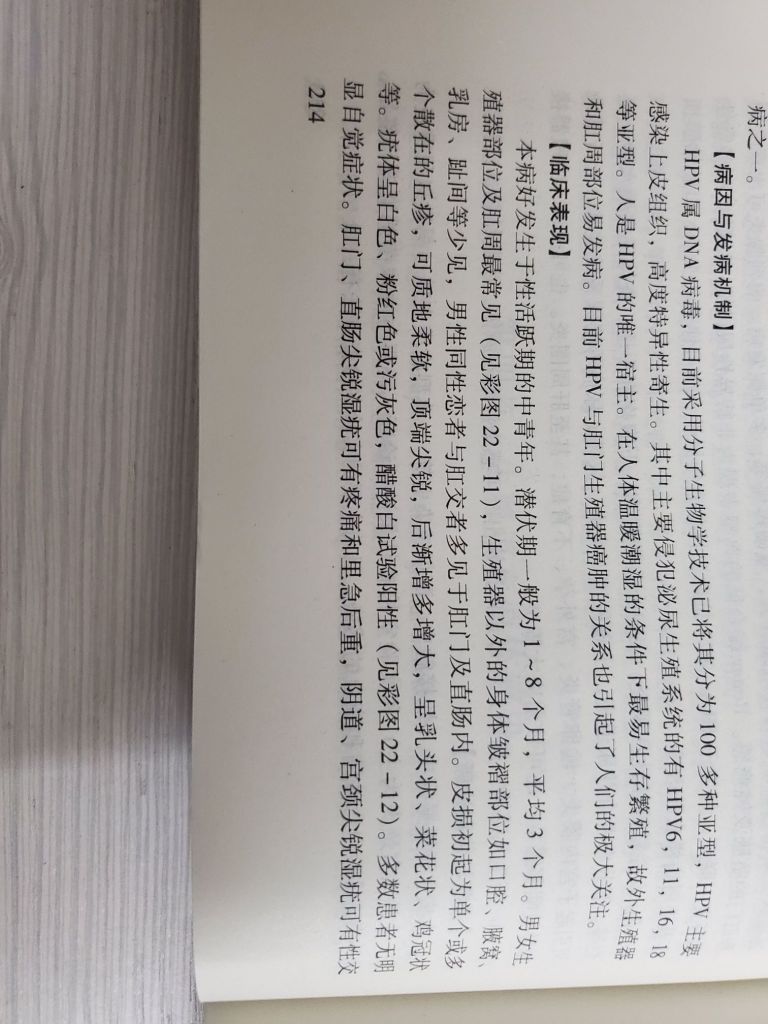 病之一。
【病因与发病机制】
HPV 属 DNA 病毒，目前采用分子生物学技术已将其分为 100 多种亚型，HPV 主要
感染上皮组织，高度特异性寄生。其中主要侵犯泌尿生殖系统的有 HPV6，11，16，18
等亚型。人是 HPV 的唯一宿主。在人体温暖潮湿的条件下最易生存繁殖，故外生殖器
和肛周部位易发病。目前 HPV 与肛门生殖器癌肿的关系也引起了人们的极大关注。
【临床表现】
本病好发生于性活跃期的中青年。潜伏期一般为 1~8 个月，平均 3 个月。男女生
殖器部位及肛周最常见（见彩图 22－11），生殖器以外的身体皱褶部位如口腔、腋窝、
乳房、趾间等少见，男性同性恋者与肛交者多见于肛门及直肠内。皮损初起为单个或多
个散在的丘疹，可质地柔软，顶端尖锐，后渐增多增大，呈乳头状、菜花状、鸡冠状
等。疣体呈白色、粉红色或污灰色，醋酸白试验阳性（见彩图 22－12）。多数患者无明
显自觉症状。肛门、直肠尖锐湿疣可有疼痛和里急后重，阴道、宫颈尖锐湿疣可有性交
214